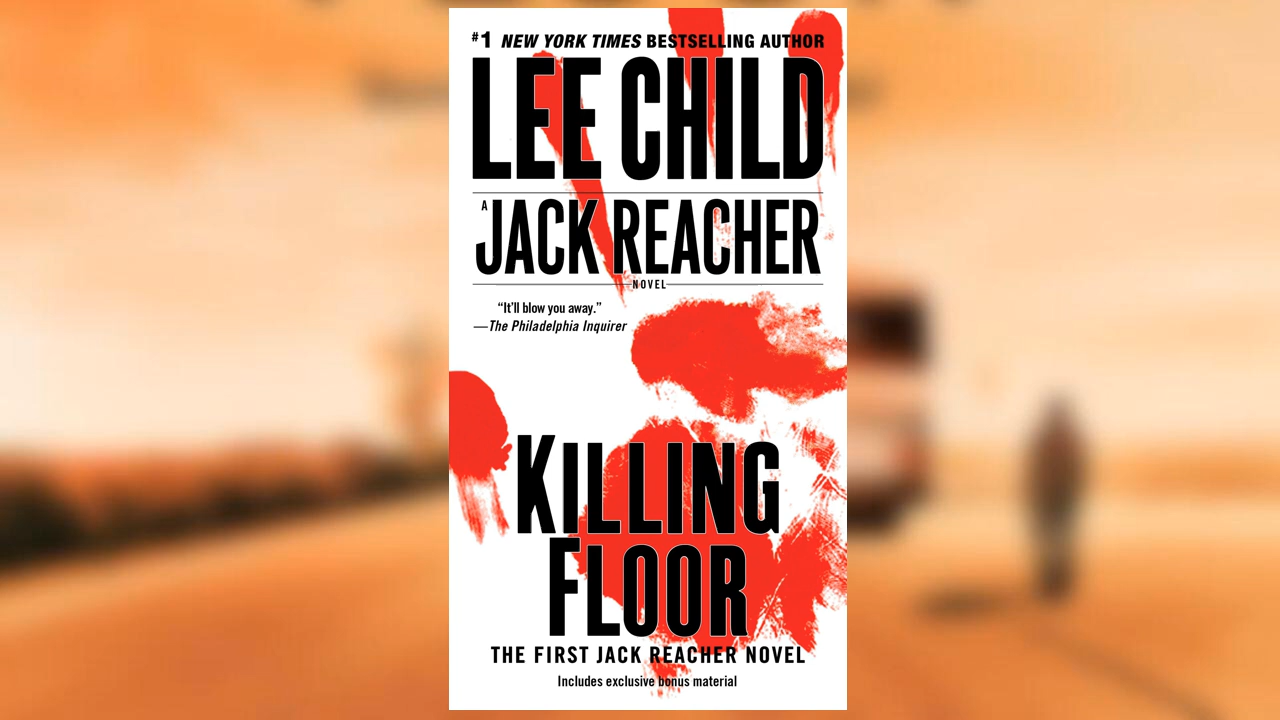 #1 NEW YORK TIMES BESTSELLING AUTHOR
LEE CHILD
A
JACK REACHER
NOVEL
“It’ll blow you away.”
—The Philadelphia Inquirer
KILLING
FLOOR
THE FIRST JACK REACHER NOVEL
Includes exclusive bonus material